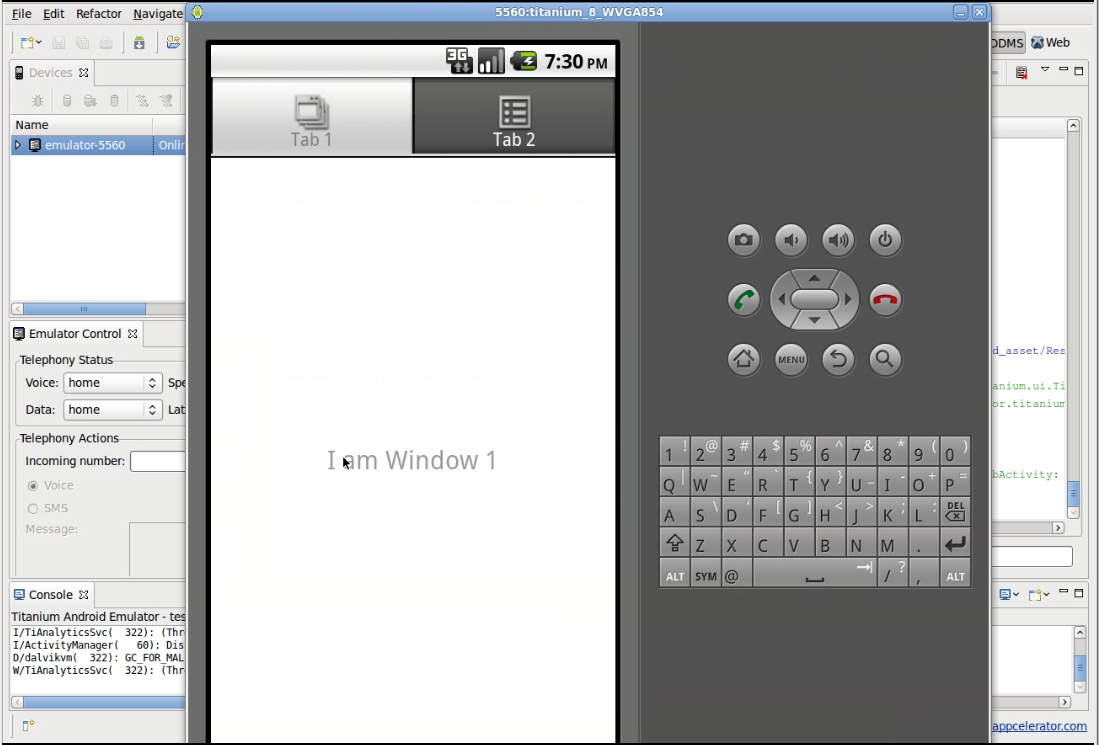 File Edit Refactor Navigate
5560:titanium_8_WVGA854
DDMS Web
Devices
Name
emulator-5560 Onlin
3G 7:30 PM
Tab 1 Tab 2
I am Window 1
Emulator Control
Telephony Status
Voice: home Spe
Data: home Lat
Telephony Actions
Incoming number:
Voice
SMS
Message:
MENU
1 ! 2 @ 3 # 4 $ 5 % 6 ^ 7 & 8 * 9 ( 0 )
Q | W ~ E " R ` T { Y } U _ I - O + P =
A S \ D ' F [ G ] H < J > K ; L : DEL
Z X C V B N M .
ALT SYM @ / ? , ALT
d_asset/Res
anium.ui.Ti
or.titanium
bActivity:
Console
Titanium Android Emulator - tes
I/TiAnalyticsSvc( 322): (Thr
I/ActivityManager( 60): Dis
D/dalvikvm( 322): GC_FOR_MAL
W/TiAnalyticsSvc( 322): (Thr
appcelerator.com